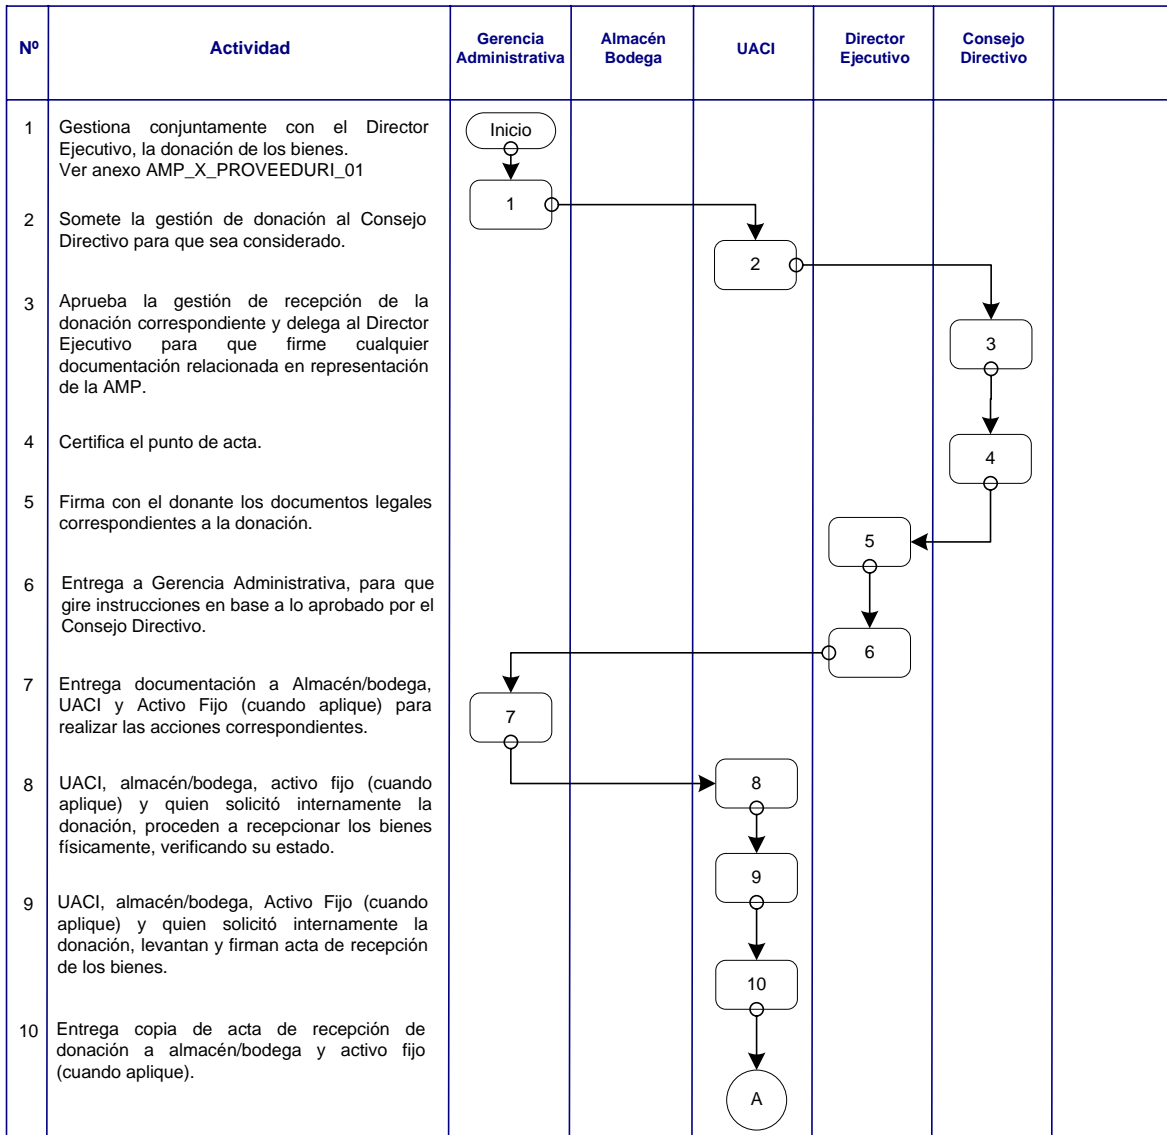 Nº
Actividad
Gerencia
Administrativa
Almacén
Bodega
UACI
Director
Ejecutivo
Consejo
Directivo
1
Gestiona conjuntamente con el Director
Ejecutivo, la donación de los bienes.
Ver anexo AMP_X_PROVEEDURI_01
2
Somete la gestión de donación al Consejo
Directivo para que sea considerado.
3
Aprueba la gestión de recepción de la
donación correspondiente y delega al Director
Ejecutivo para que firme cualquier
documentación relacionada en representación
de la AMP.
4
Certifica el punto de acta.
5
Firma con el donante los documentos legales
correspondientes a la donación.
6
Entrega a Gerencia Administrativa, para que
gire instrucciones en base a lo aprobado por el
Consejo Directivo.
7
Entrega documentación a Almacén/bodega,
UACI y Activo Fijo (cuando aplique) para
realizar las acciones correspondientes.
8
UACI, almacén/bodega, activo fijo (cuando
aplique) y quien solicitó internamente la
donación, proceden a recepcionar los bienes
físicamente, verificando su estado.
9
UACI, almacén/bodega, Activo Fijo (cuando
aplique) y quien solicitó internamente la
donación, levantan y firman acta de recepción
de los bienes.
10
Entrega copia de acta de recepción de
donación a almacén/bodega y activo fijo
(cuando aplique).
Inicio
1
2
3
4
5
6
7
8
9
10
A